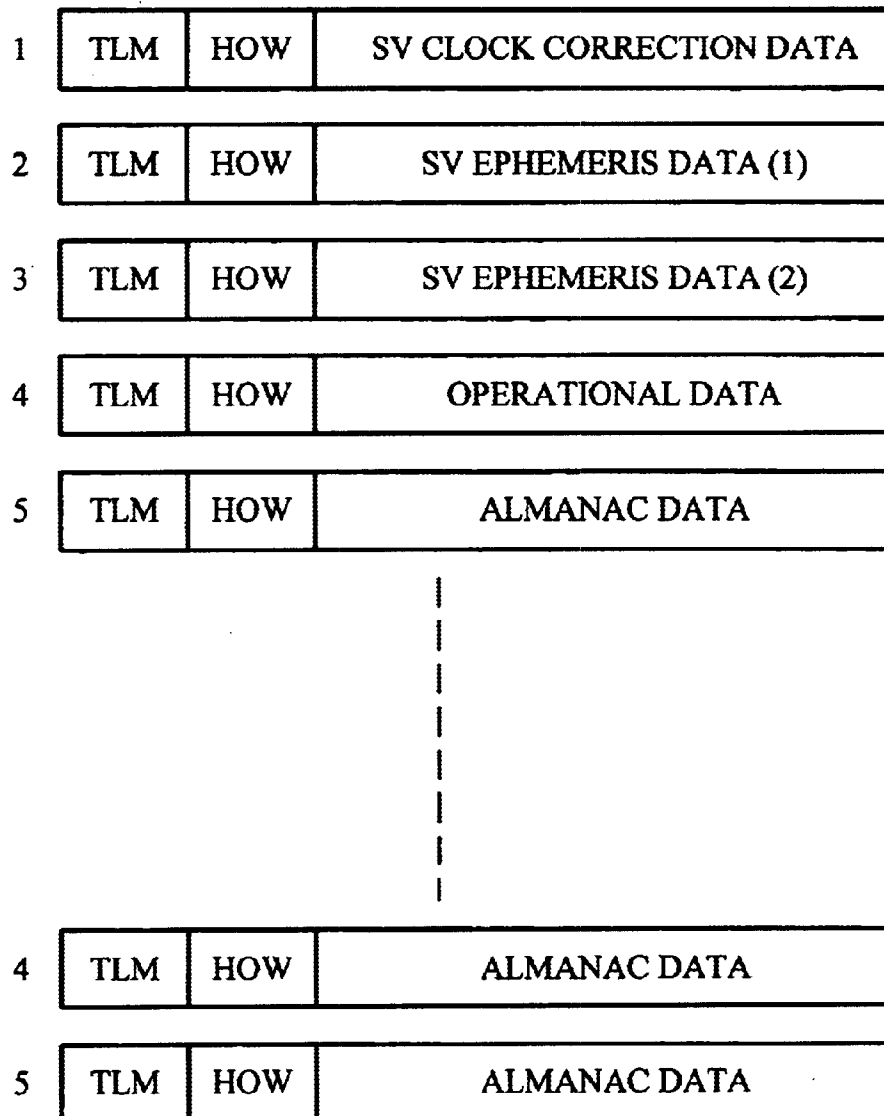 1 TLM HOW SV CLOCK CORRECTION DATA
2 TLM HOW SV EPHEMERIS DATA (1)
3 TLM HOW SV EPHEMERIS DATA (2)
4 TLM HOW OPERATIONAL DATA
5 TLM HOW ALMANAC DATA
4 TLM HOW ALMANAC DATA
5 TLM HOW ALMANAC DATA